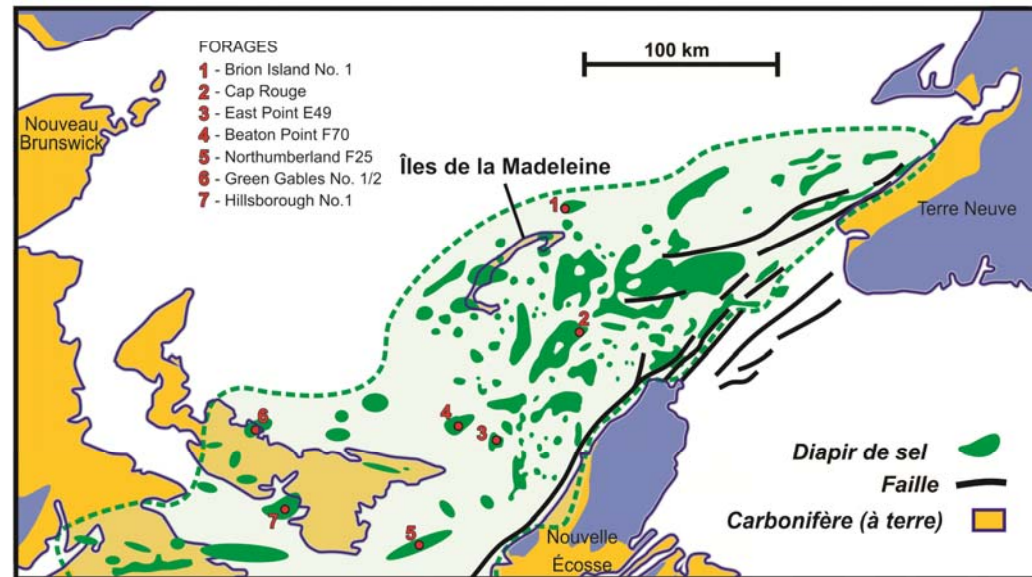 FORAGES
1 - Brion Island No. 1
2 - Cap Rouge
3 - East Point E49
4 - Beaton Point F70
5 - Northumberland F25
6 - Green Gables No. 1/2
7 - Hillsborough No.1
100 km
Nouveau
Brunswick
Îles de la Madeleine
Terre Neuve
1
2
3
4
5
6
7
Nouvelle
Écosse
Diapir de sel
Faille
Carbonifère (à terre)